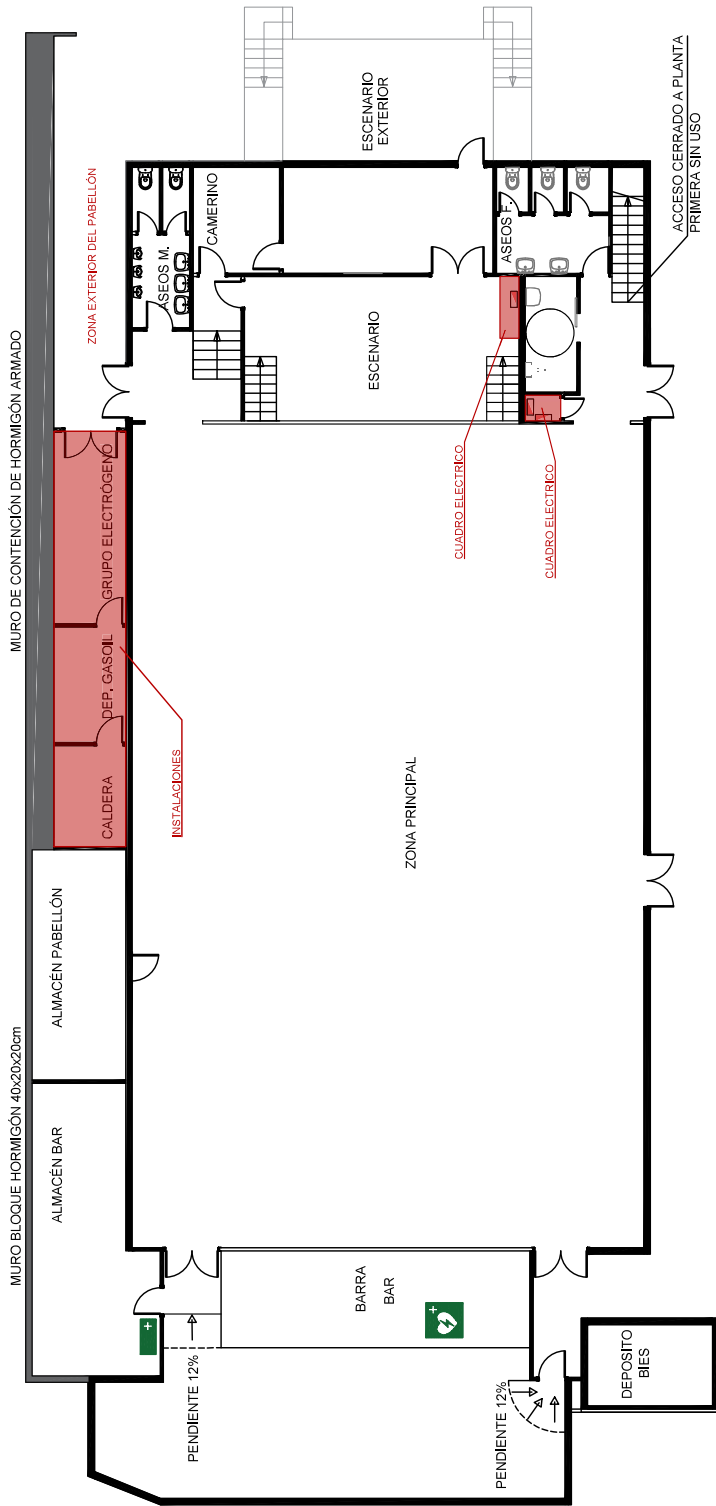 MURO BLOQUE HORMIGÓN 40x20x20cm
MURO DE CONTENCIÓN DE HORMIGÓN ARMADO
ALMACÉN BAR
ALMACÉN PABELLÓN
CALDERA
DEP. GASOIL
GRUPO ELECTRÓGENO
ZONA EXTERIOR DEL PABELLÓN
INSTALACIONES
ASEOS M.
CAMERINO
ESCENARIO
EXTERIOR
ESCENARIO
ASEOS F.
CUADRO ELECTRICO
CUADRO ELECTRICO
ZONA PRINCIPAL
BARRA
BAR
PENDIENTE 12%
PENDIENTE 12%
DEPOSITO
BIES
ACCESO CERRADO A PLANTA
PRIMERA SIN USO